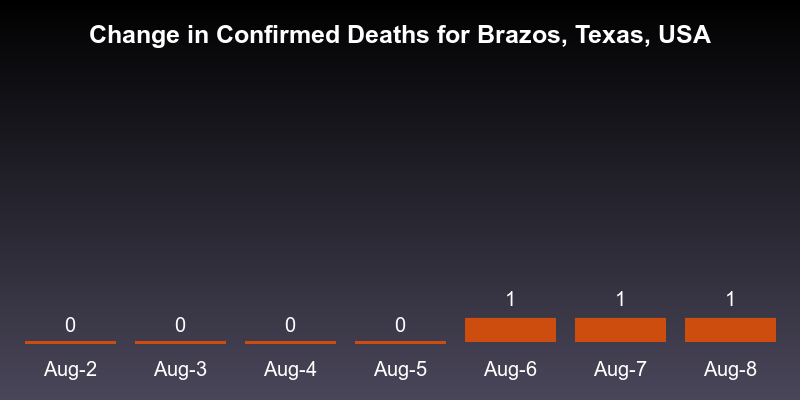 Change in Confirmed Deaths for Brazos, Texas, USA
0 0 0 0 1 1 1
Aug-2 Aug-3 Aug-4 Aug-5 Aug-6 Aug-7 Aug-8